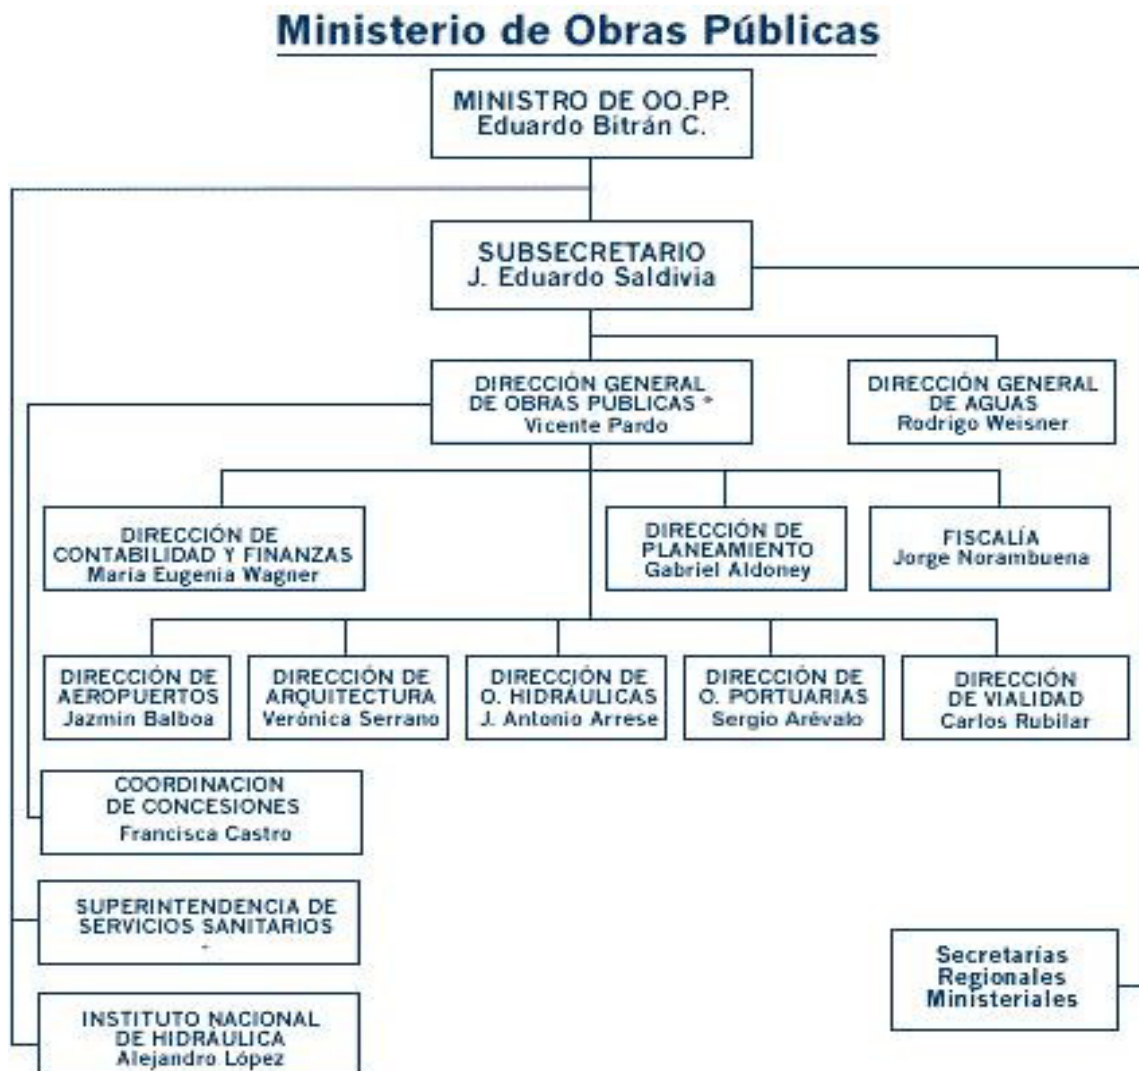 Ministerio de Obras Públicas
MINISTRO DE OO.PP.
Eduardo Bitrán C.
SUBSECRETARIO
J. Eduardo Saldivia
DIRECCIÓN GENERAL
DE OBRAS PÚBLICAS *
Vicente Pardo
DIRECCIÓN GENERAL
DE AGUAS
Rodrigo Weisner
DIRECCIÓN DE
CONTABILIDAD Y FINANZAS
María Eugenia Wagner
DIRECCIÓN DE
PLANEAMIENTO
Gabriel Aldoney
FISCALÍA
Jorge Norambuena
DIRECCIÓN DE
AEROPUERTOS
Jazmín Balboa
DIRECCIÓN DE
ARQUITECTURA
Verónica Serrano
DIRECCIÓN DE
O. HIDRÁULICAS
J. Antonio Arrese
DIRECCIÓN DE
O. PORTUARIAS
Sergio Arévalo
DIRECCIÓN
DE VIALIDAD
Carlos Rubilar
COORDINACION
DE CONCESIONES
Francisca Castro
SUPERINTENDENCIA DE
SERVICIOS SANITARIOS
-
Secretarías
Regionales
Ministeriales
INSTITUTO NACIONAL
DE HIDRÁULICA
Alejandro López